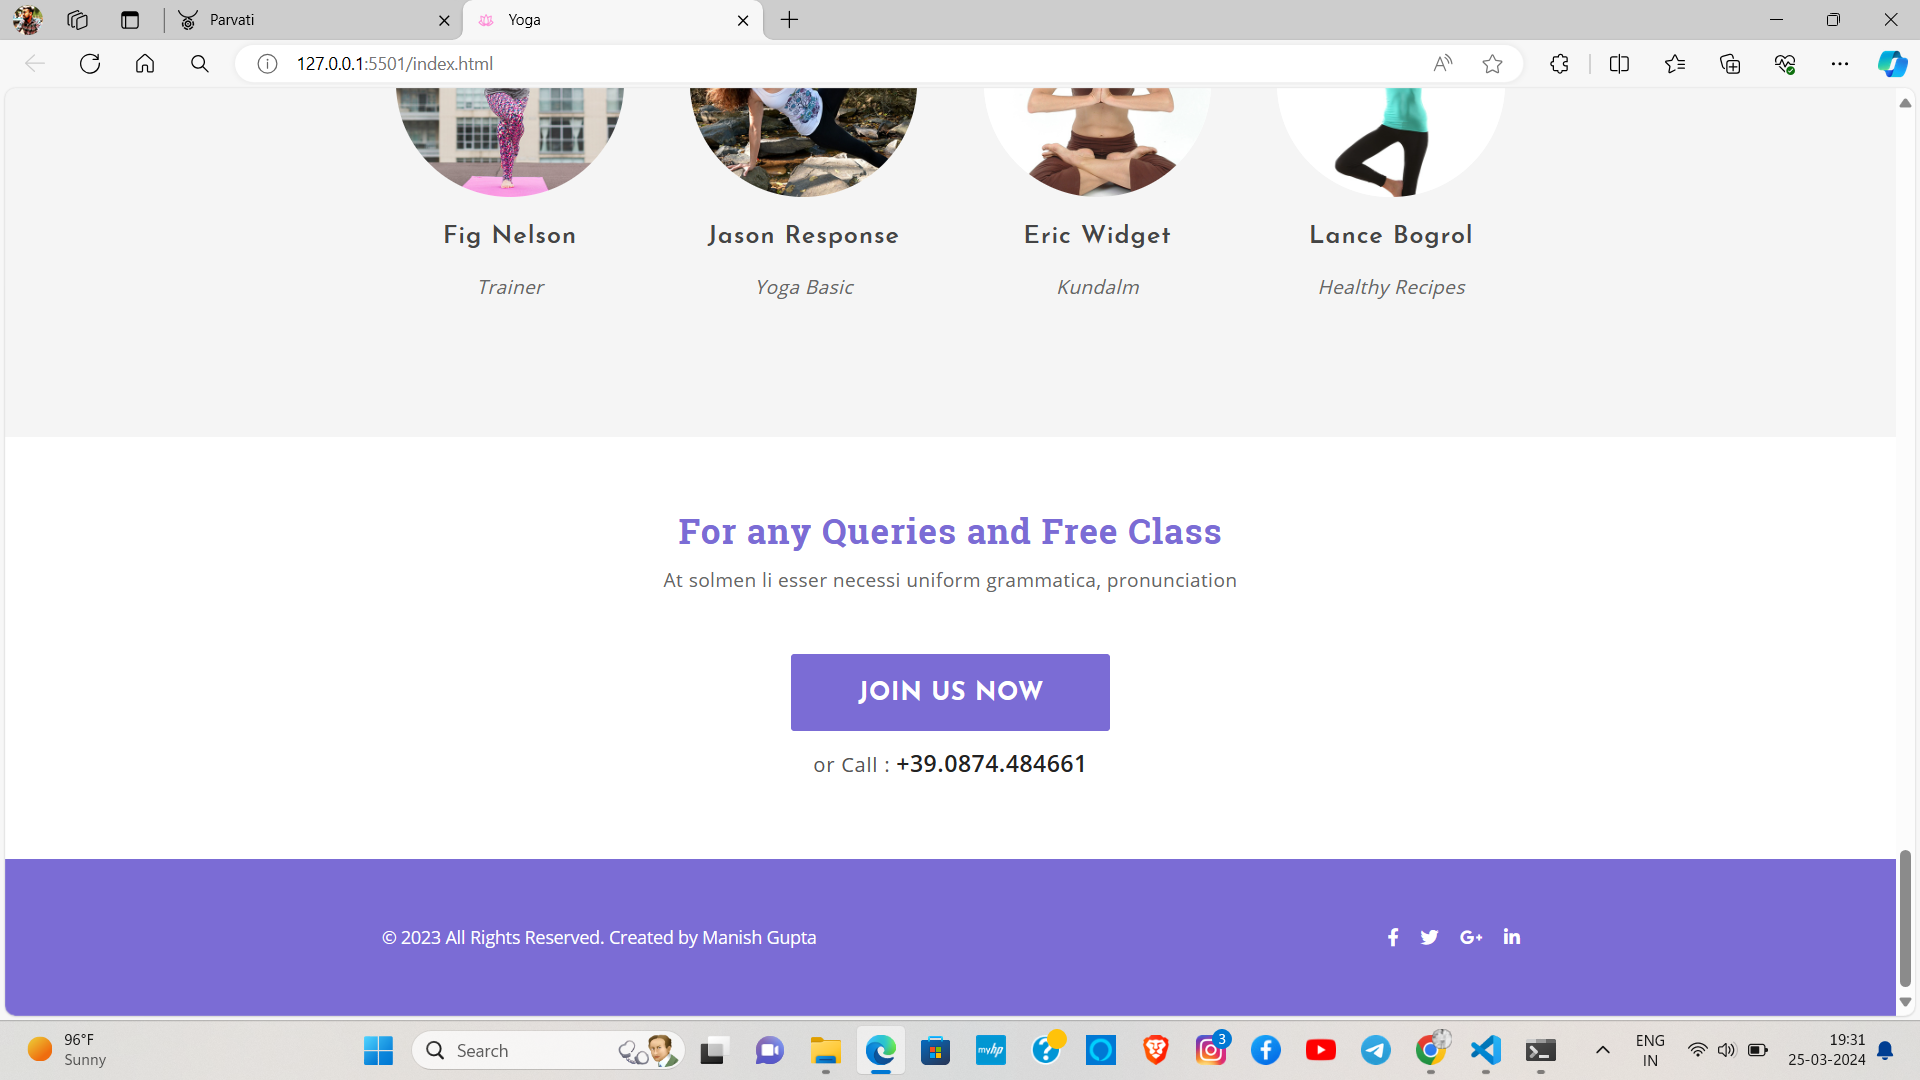 Parvati
Yoga
127.0.0.1:5501/index.html
Fig Nelson
Jason Response
Eric Widget
Lance Bogrol
Trainer
Yoga Basic
Kundalm
Healthy Recipes
For any Queries and Free Class
At solmen li esser necessi uniform grammatica, pronunciation
JOIN US NOW
or Call : +39.0874.484661
© 2023 All Rights Reserved. Created by Manish Gupta
96°F
Sunny
Search
myhp
3
ENG
IN
19:31
25-03-2024